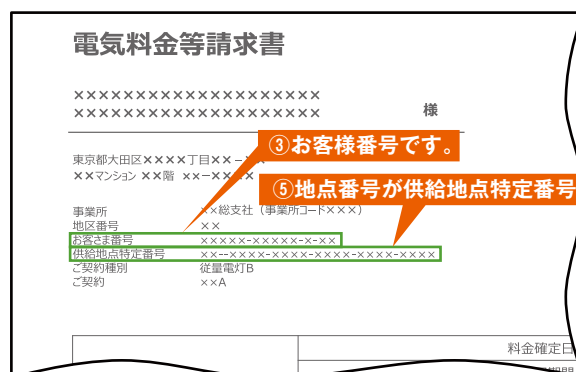 電気料金等請求書
××××××××××××××××××××
×××××××××××××××××××× 様
③お客様番号です。
東京都大田区××××丁目××－××
××マンション ××階 ××－××××
⑤地点番号が供給地点特定番号
事業所 ××総支社（事業所コード×××）
地区番号 ××
お客さま番号 ×××××-×××××-×-××
供給地点特定番号 ××--××××-××××-××××-××××-××××
ご契約種別 従量電灯B
ご契約 ××A
料金確定日